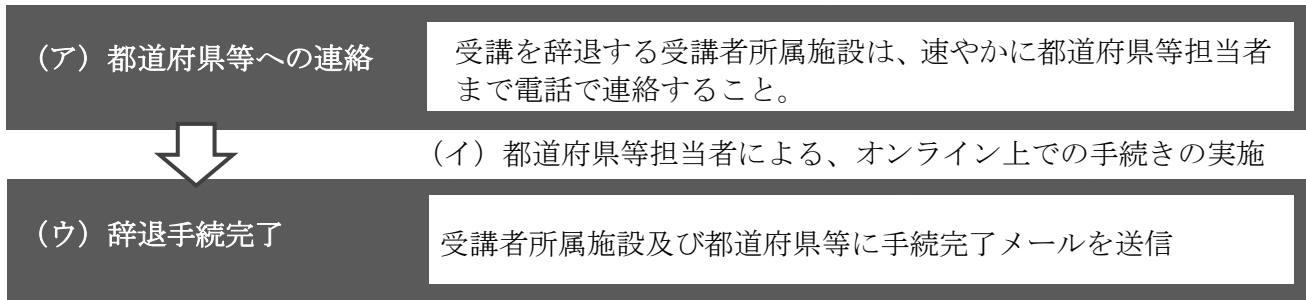 （ア）都道府県等への連絡
受講を辞退する受講者所属施設は、速やかに都道府県等担当者
まで電話で連絡すること。
（イ）都道府県等担当者による、オンライン上での手続きの実施
（ウ）辞退手続完了
受講者所属施設及び都道府県等に手続完了メールを送信